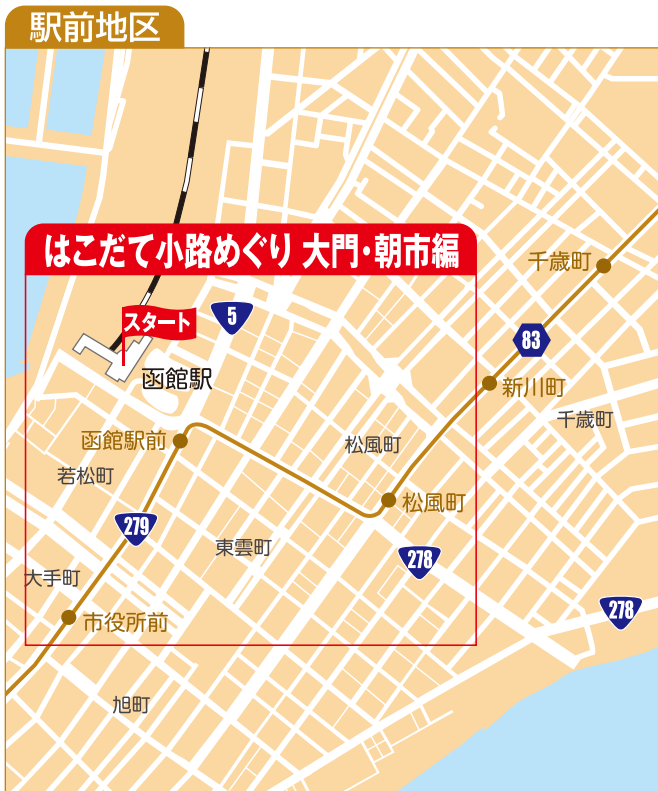 駅前地区
はこだて小路めぐり 大門・朝市編
千歳町
スタート
5
83
函館駅
新川町
千歳町
函館駅前
松風町
若松町
松風町
279
東雲町
278
大手町
278
市役所前
旭町